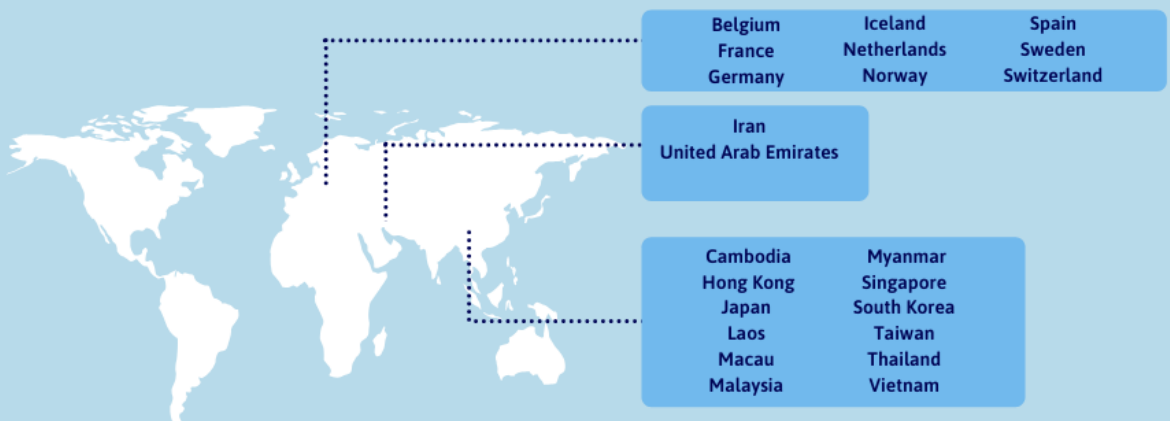 Belgium
France
Germany
Iceland
Netherlands
Norway
Spain
Sweden
Switzerland
Iran
United Arab Emirates
Cambodia
Hong Kong
Japan
Laos
Macau
Malaysia
Myanmar
Singapore
South Korea
Taiwan
Thailand
Vietnam